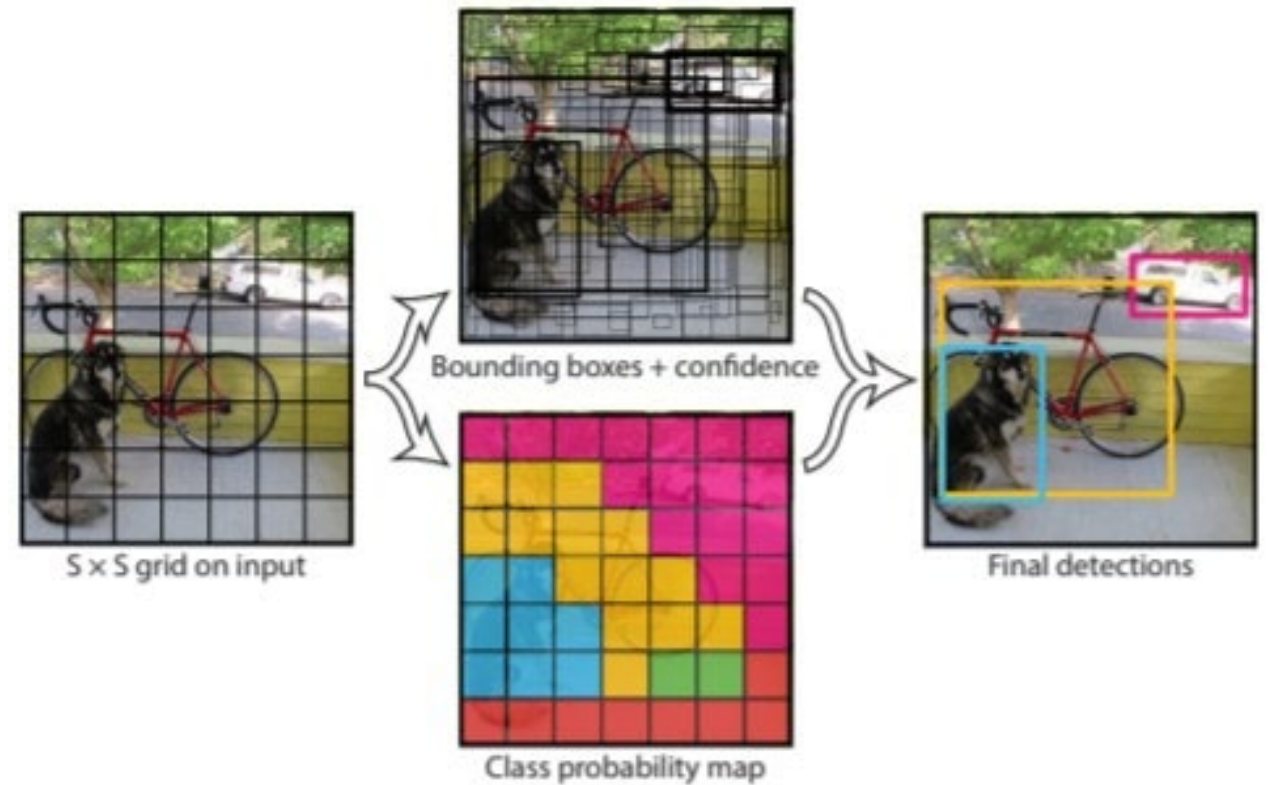 S × S grid on input
Bounding boxes + confidence
Class probability map
Final detections